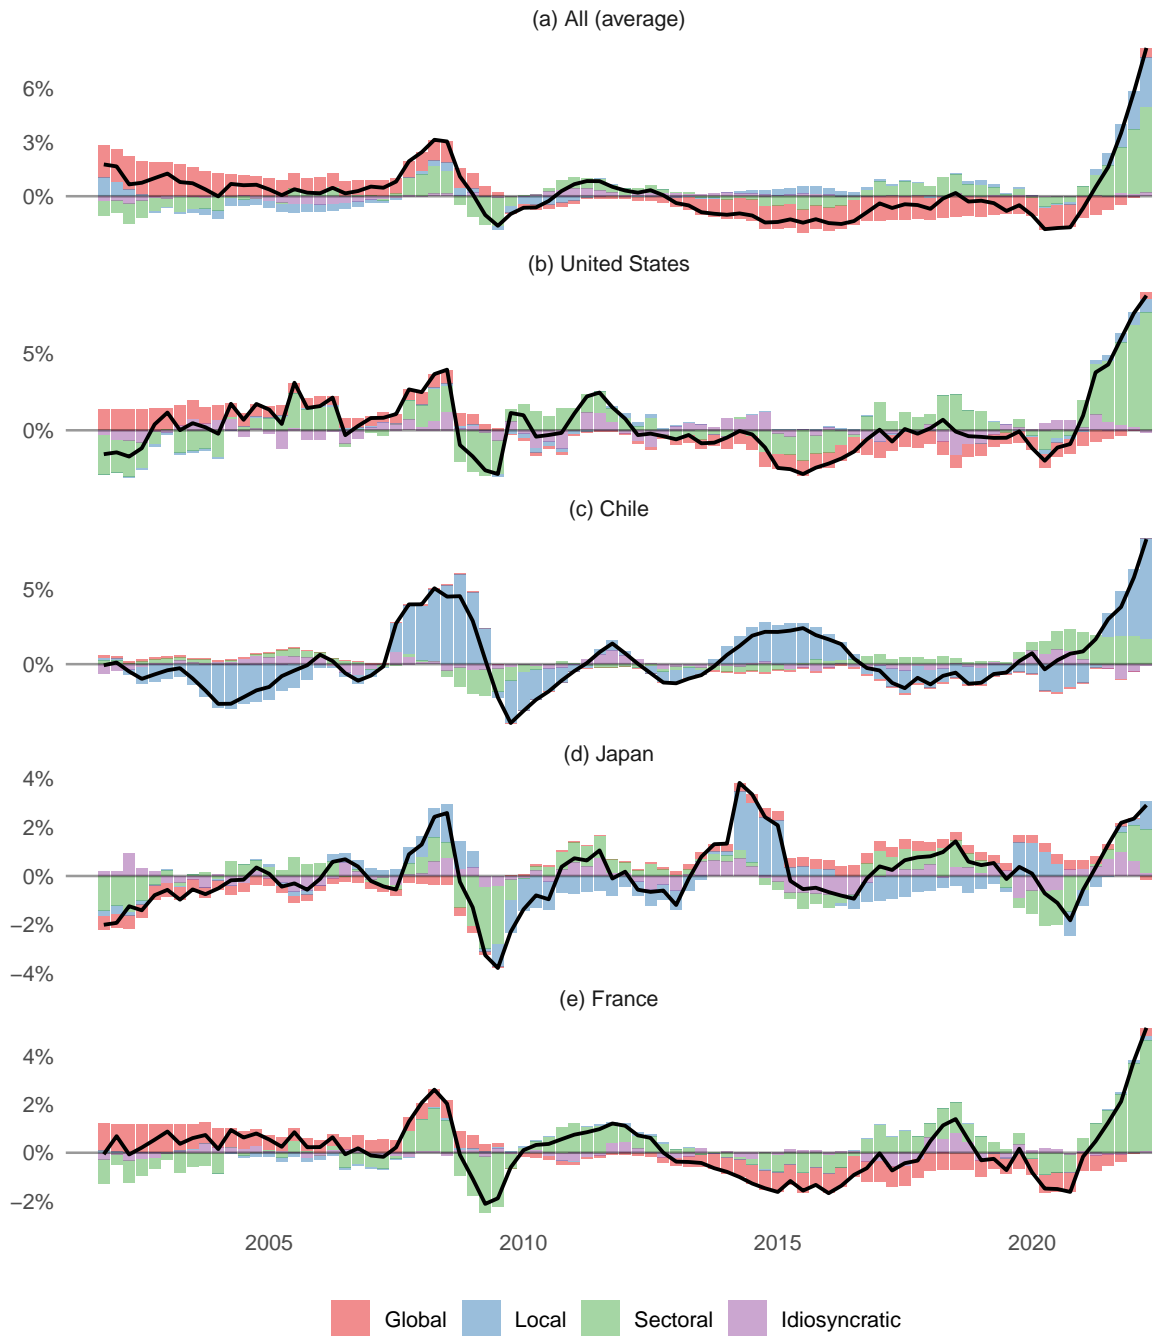 (a) All (average)
6%
3%
0%
(b) United States
5%
0%
(c) Chile
5%
0%
(d) Japan
4%
2%
0%
−2%
−4%
(e) France
4%
2%
0%
−2%
2005 2010 2015 2020
Global Local Sectoral Idiosyncratic